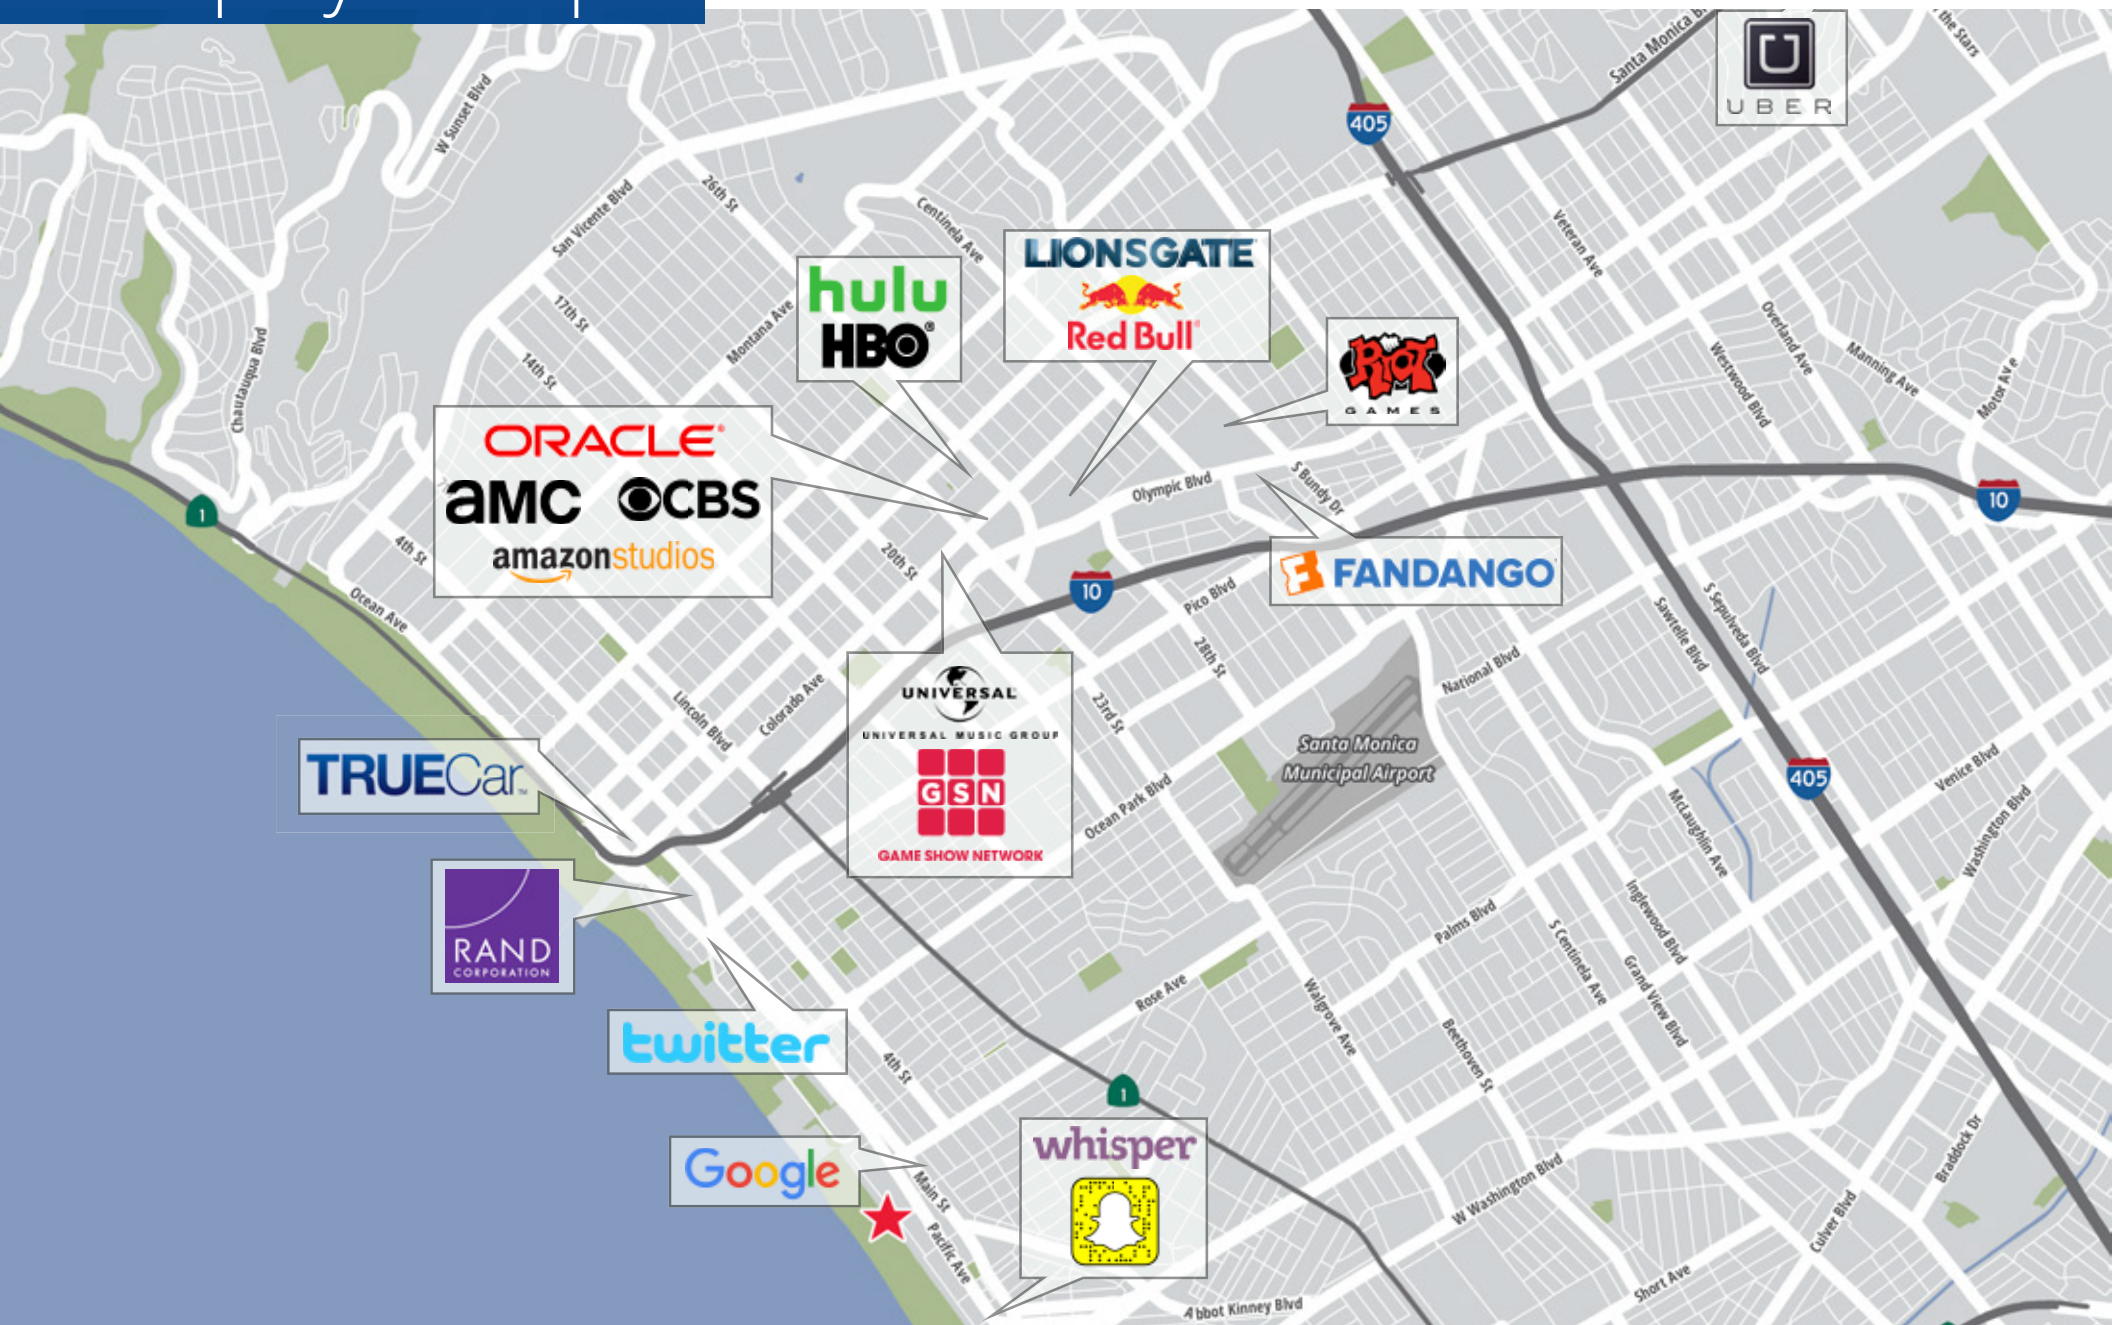 Santa Monica B
the Stars
UBER
405
W Sunset Blvd
26th St
San Vicente Blvd
Centinela Ave
Veteran Ave
LIONSGATE
Red Bull
hulu
HBO®
17th St
Montana Ave
Overland Ave
RIOT
GAMES
14th St
Chautauqua Blvd
Westwood Blvd
Manning Ave
Motor Ave
ORACLE®
aMC CBS
amazonstudios
Olympic Blvd
S Bundy Dr
10
1
4th St
20th St
10
FANDANGO
Pico Blvd
Ocean Ave
28th St
National Blvd
Sawtelle Blvd
S Sepulveda Blvd
Lincoln Blvd
Colorado Ave
UNIVERSAL
UNIVERSAL MUSIC GROUP
GSN
GAME SHOW NETWORK
23rd St
Santa Monica
Municipal Airport
405
Venice Blvd
TRUECar™
Ocean Park Blvd
McLaughlin Ave
Washington Blvd
RAND
CORPORATION
Palms Blvd
Inglewood Blvd
S Centinela Ave
Grand View Blvd
Rose Ave
Walgrove Ave
Beethoven St
twitter
4th St
1
whisper
Google
Main St
Pacific Ave
W Washington Blvd
Braddock Dr
Culver Blvd
Short Ave
Abbot Kinney Blvd